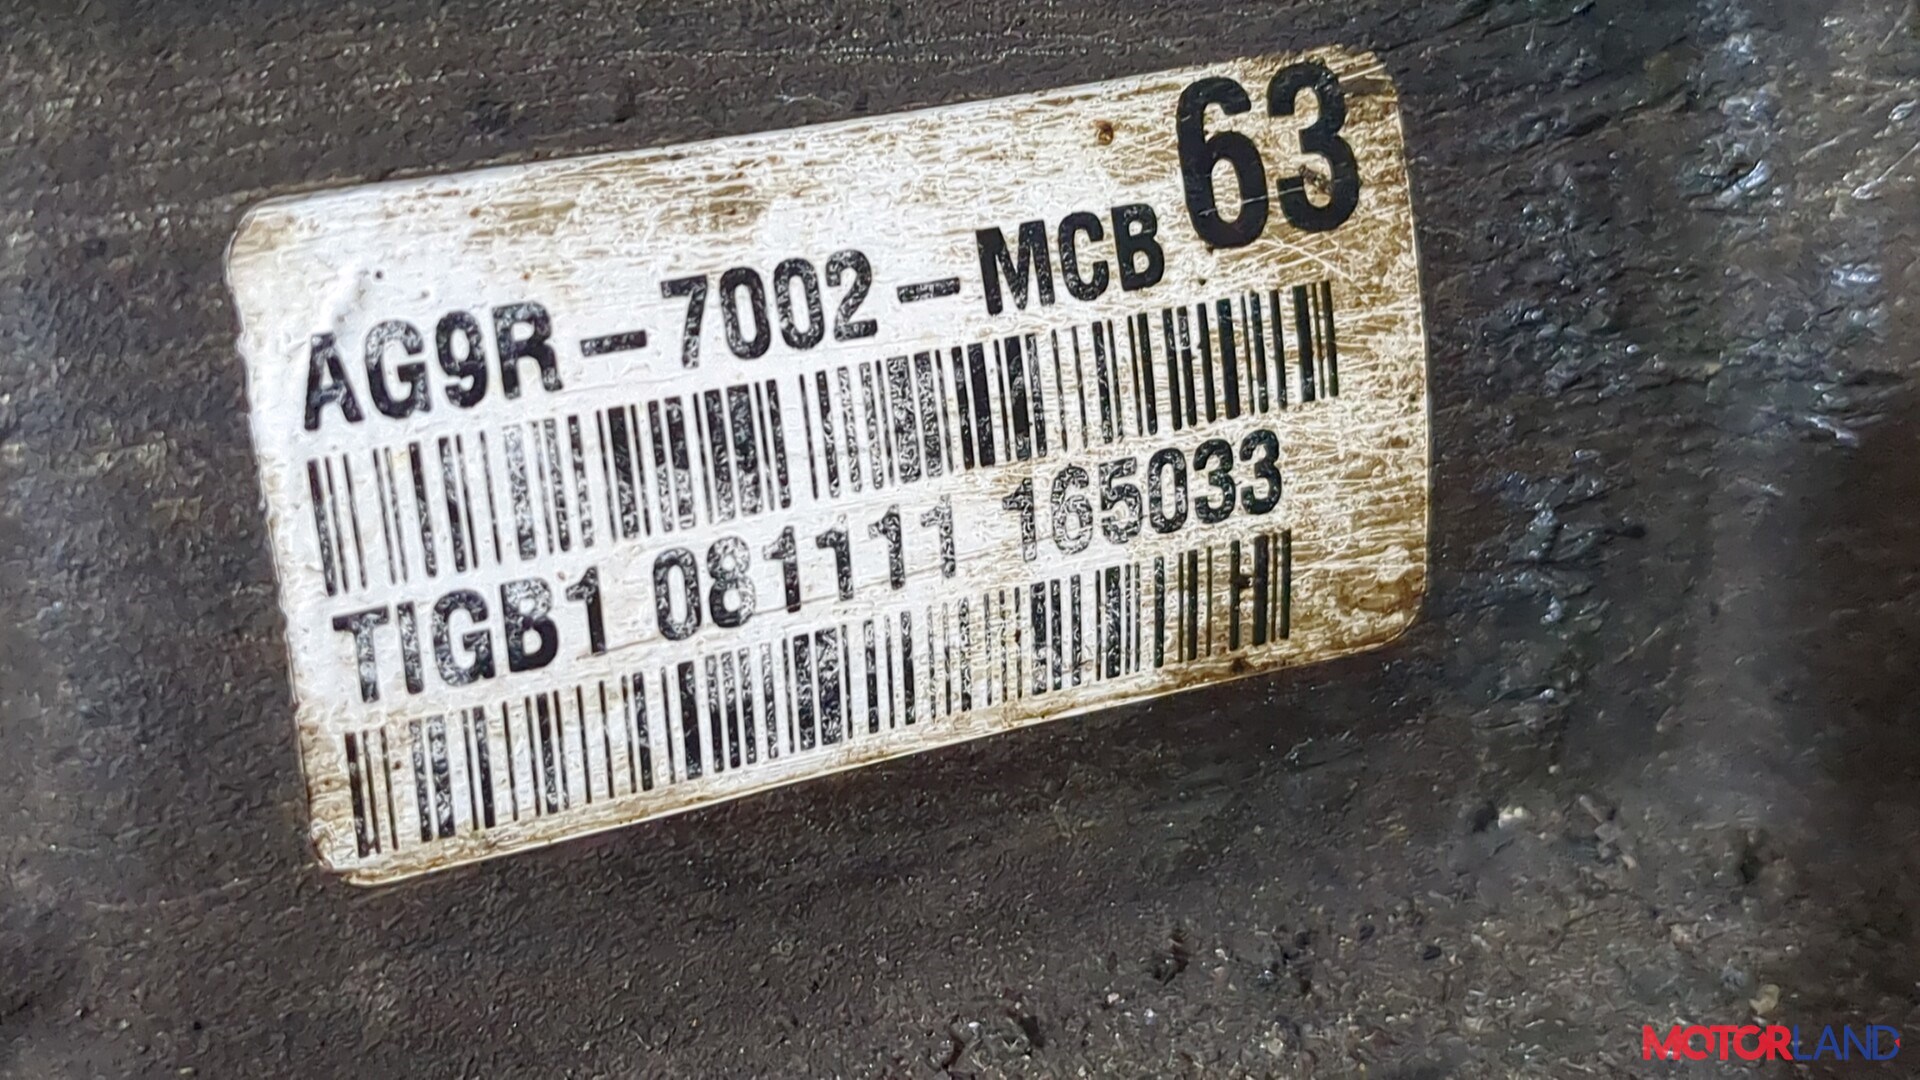 63
AG9R-7002-MCB
TIGB1 081111 165033
MOTORLAND